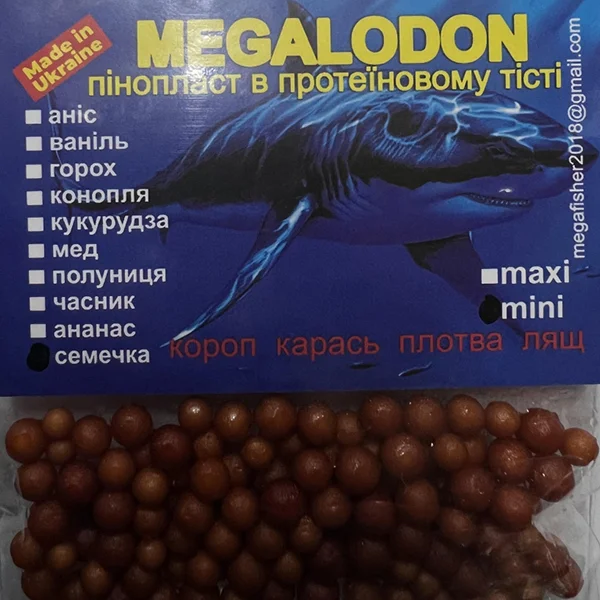 Made in
Ukraine
MEGALODON
пінопласт в протеїновому тісті
аніс
ваніль
горох
конопля
кукурудза
мед
полуниця
часник
ананас
семечка
maxi
mini
короп карась плотва лящ
megafisher2018@gmail.com